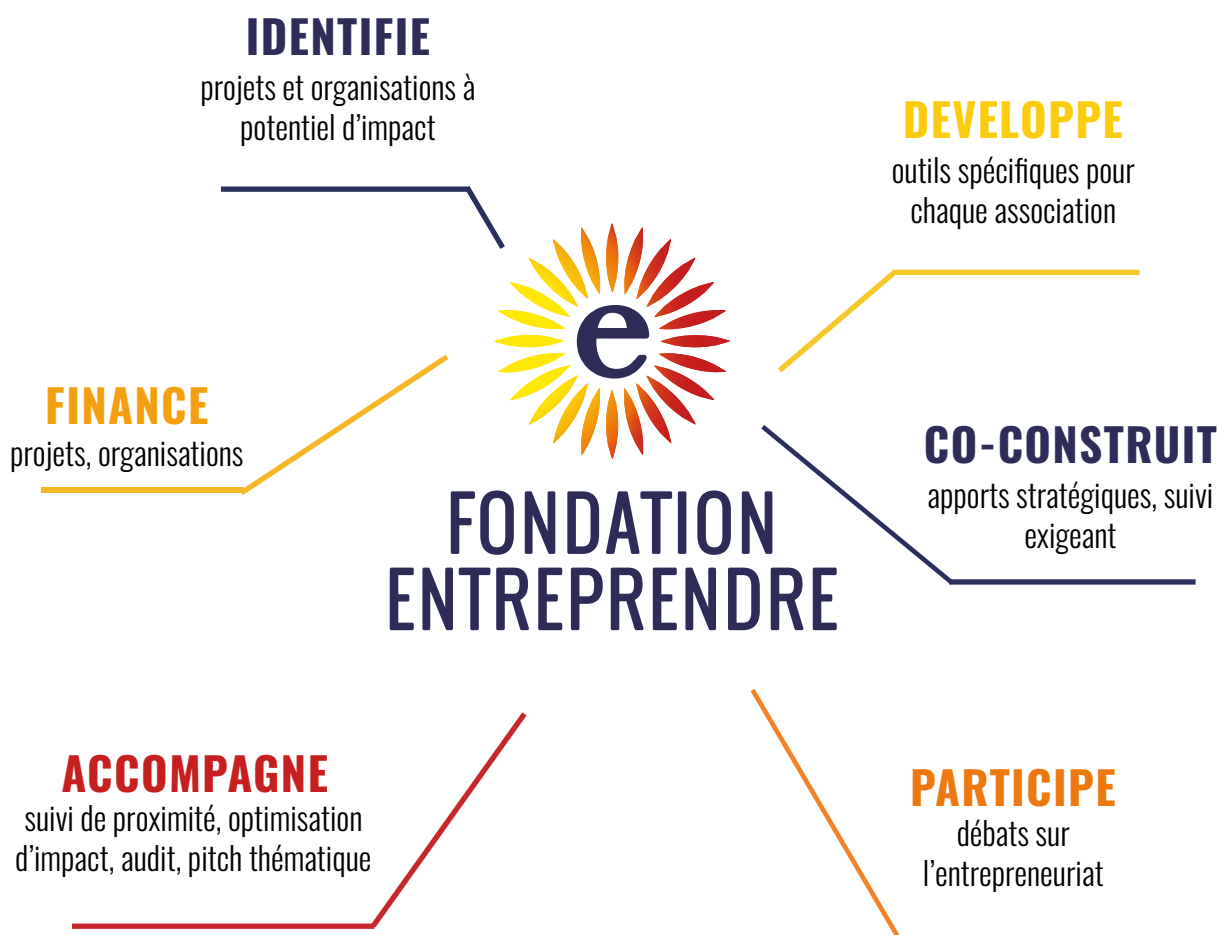 IDENTIFIE
projets et organisations à
potentiel d'impact
DEVELOPPE
outils spécifiques pour
chaque association
e
FINANCE
projets, organisations
CO-CONSTRUIT
apports stratégiques, suivi
exigeant
FONDATION
ENTREPRENDRE
ACCOMPAGNE
suivi de proximité, optimisation
d'impact, audit, pitch thématique
PARTICIPE
débats sur
l'entrepreneuriat